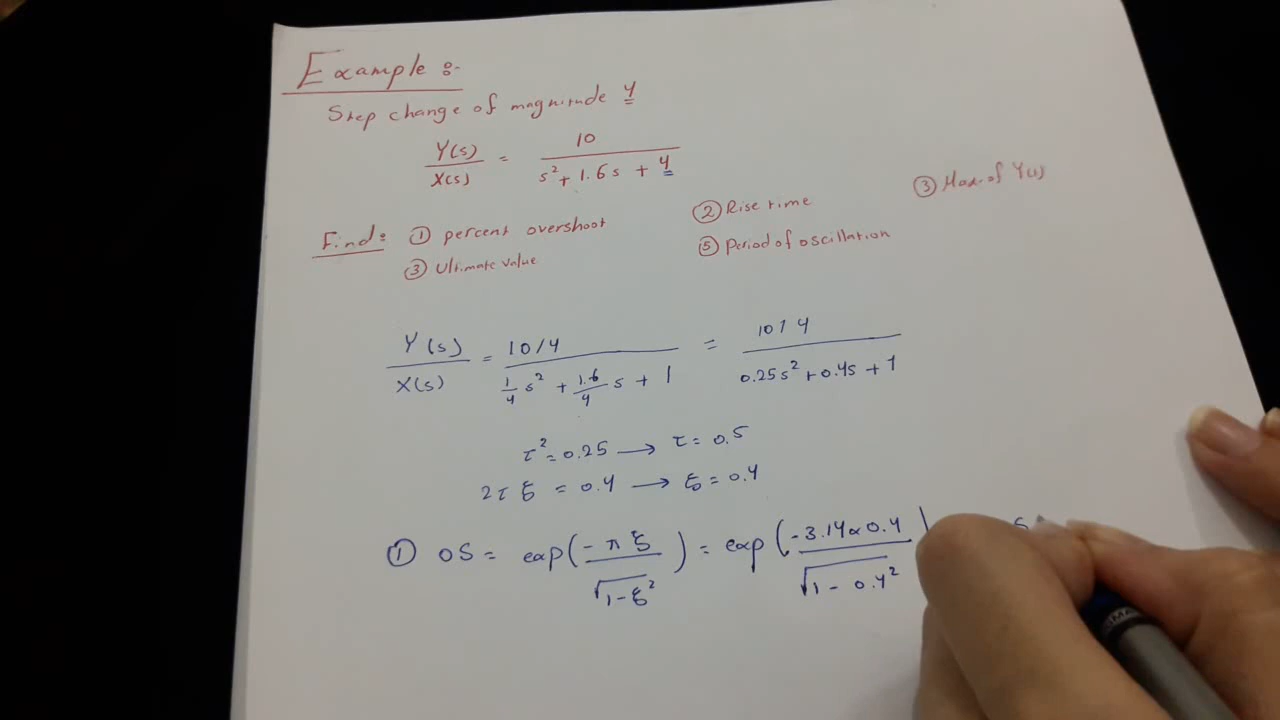 Example :-
Step change of magnitude 4
Y(s)/X(s) = 10/(s² + 1.6s + 4)
Find: ① percent overshoot ② Rise time ③ Max of Y(t)
③ Ultimate value ⑤ Period of oscillation
Y(s)/X(s) = (10/4)/(1/4 s² + 1.6/4 s + 1) = (10/4)/(0.25s² + 0.4s + 1)
τ² = 0.25 → τ = 0.5
2τξ = 0.4 → ξ = 0.4
① OS = exp(-πξ/√1-ξ²) = exp(-3.14×0.4/√1-0.4²